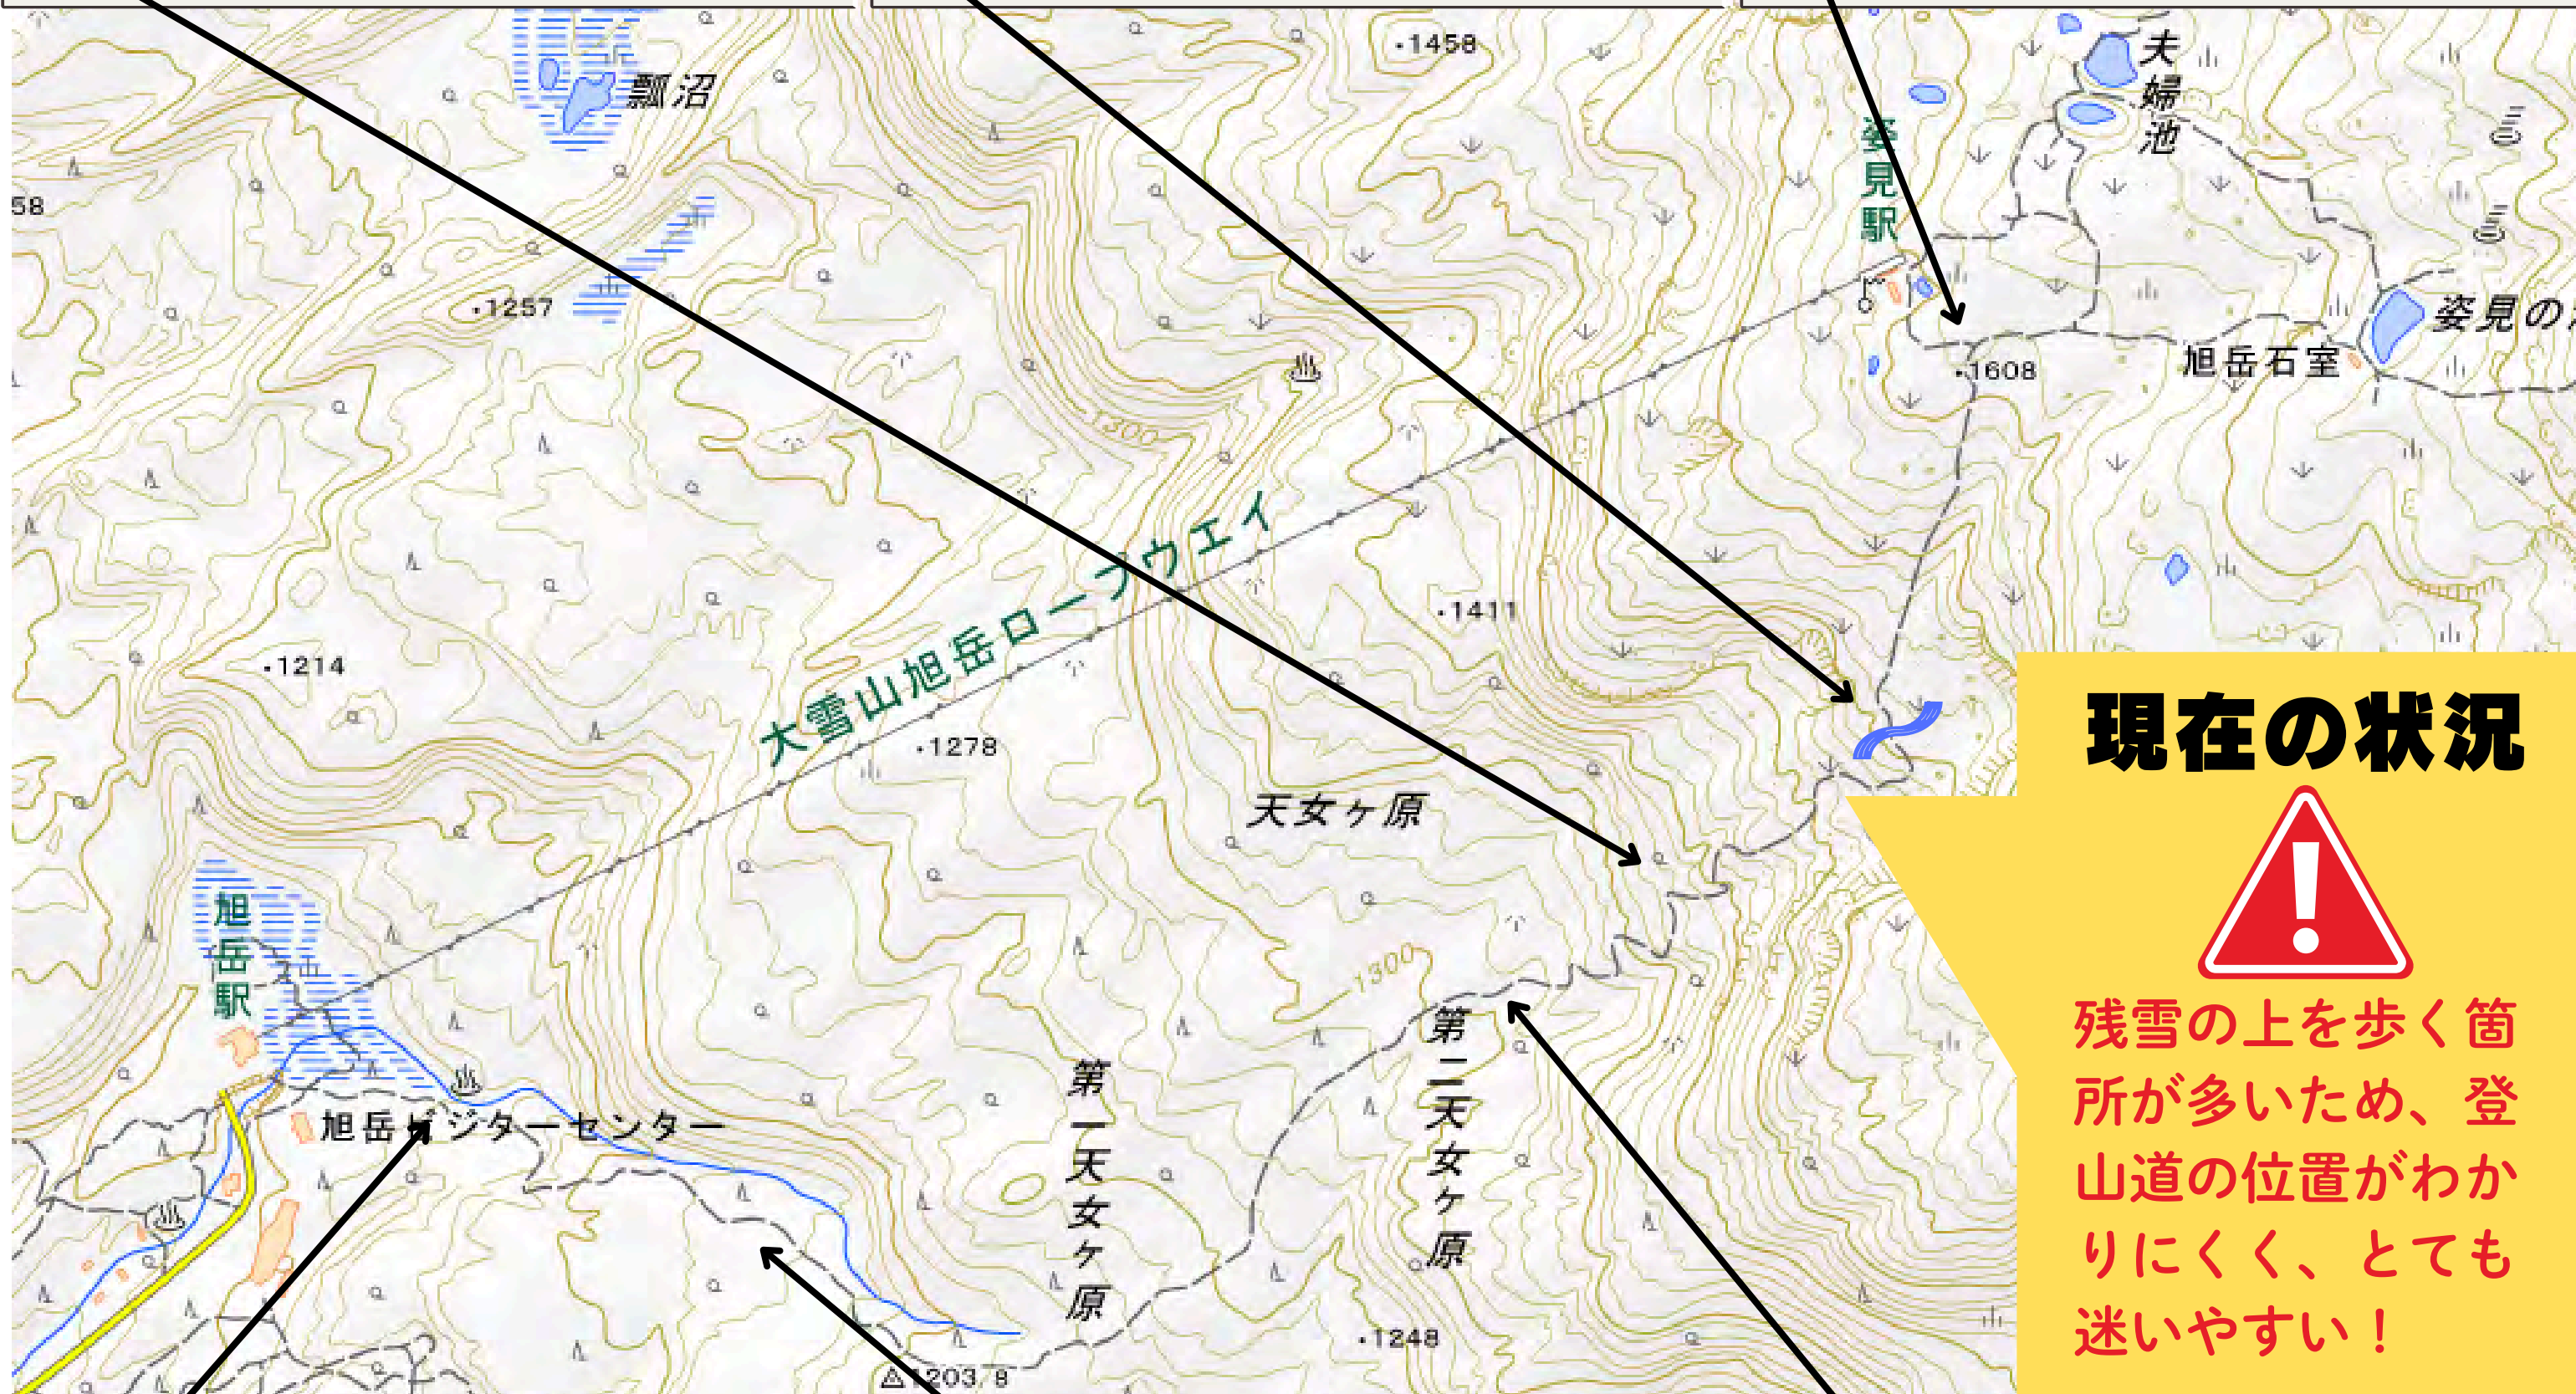 ・1458
夫婦池
瓢沼
姿見駅
58
・1257
姿見の
旭岳石室
・1608
1300
大雪山旭岳ロープウエイ
・1411
・1214
・1278
天女ヶ原
現在の状況
残雪の上を歩く箇
所が多いため、登
山道の位置がわか
りにくく、とても
迷いやすい！
旭岳駅
1300
第二天女ヶ原
第一天女ヶ原
旭岳ビジターセンター
・1248
1203.8